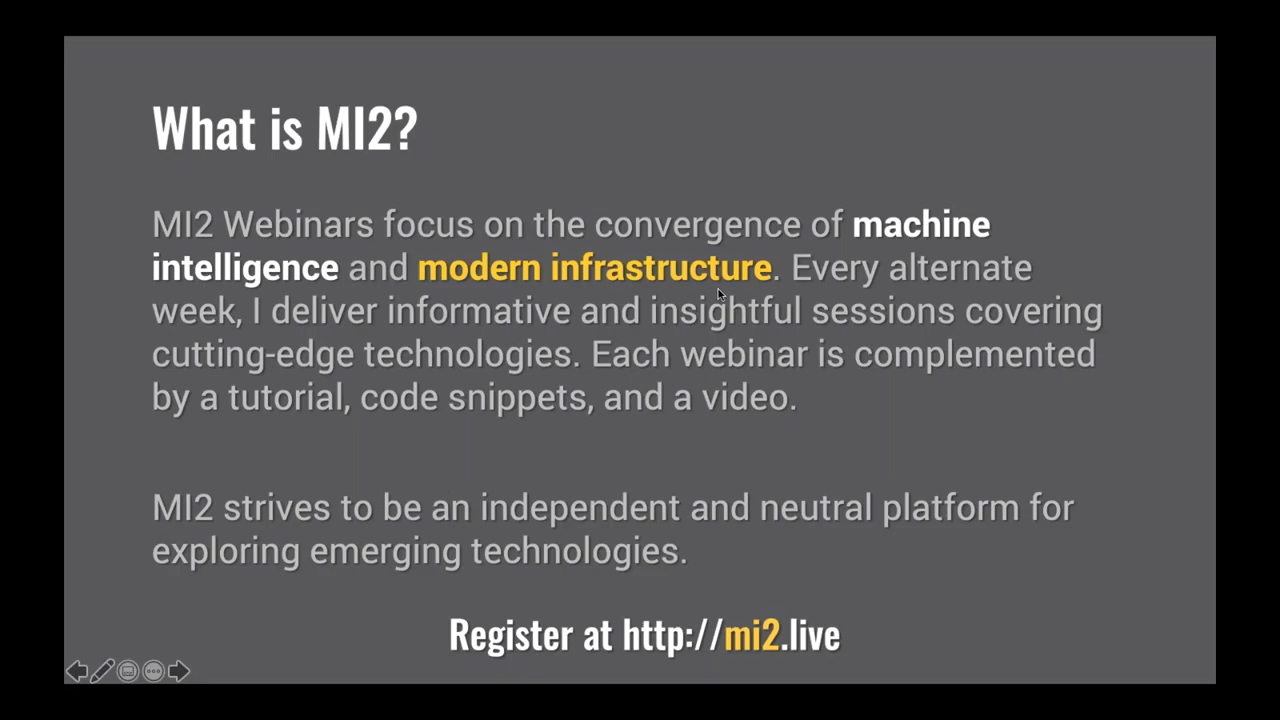 What is MI2?
MI2 Webinars focus on the convergence of machine
intelligence and modern infrastructure. Every alternate
week, I deliver informative and insightful sessions covering
cutting-edge technologies. Each webinar is complemented
by a tutorial, code snippets, and a video.
MI2 strives to be an independent and neutral platform for
exploring emerging technologies.
Register at http://mi2.live